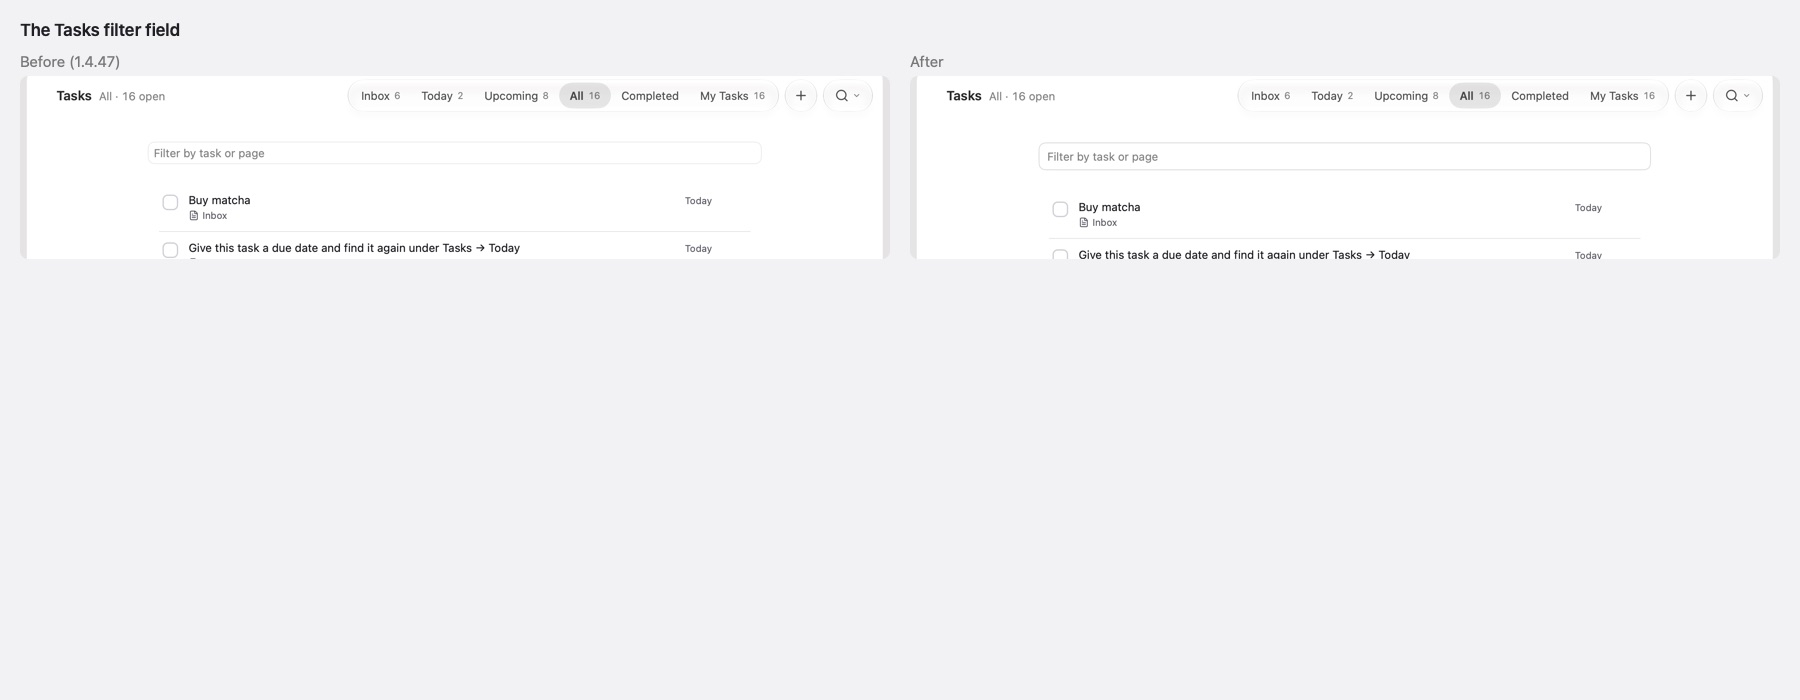 The Tasks filter field
Before (1.4.47)
Tasks All · 16 open Inbox 6 Today 2 Upcoming 8 All 16 Completed My Tasks 16
Filter by task or page
Buy matcha Today
Inbox
Give this task a due date and find it again under Tasks → Today Today
After
Tasks All · 16 open Inbox 6 Today 2 Upcoming 8 All 16 Completed My Tasks 16
Filter by task or page
Buy matcha Today
Inbox
Give this task a due date and find it again under Tasks → Today Today